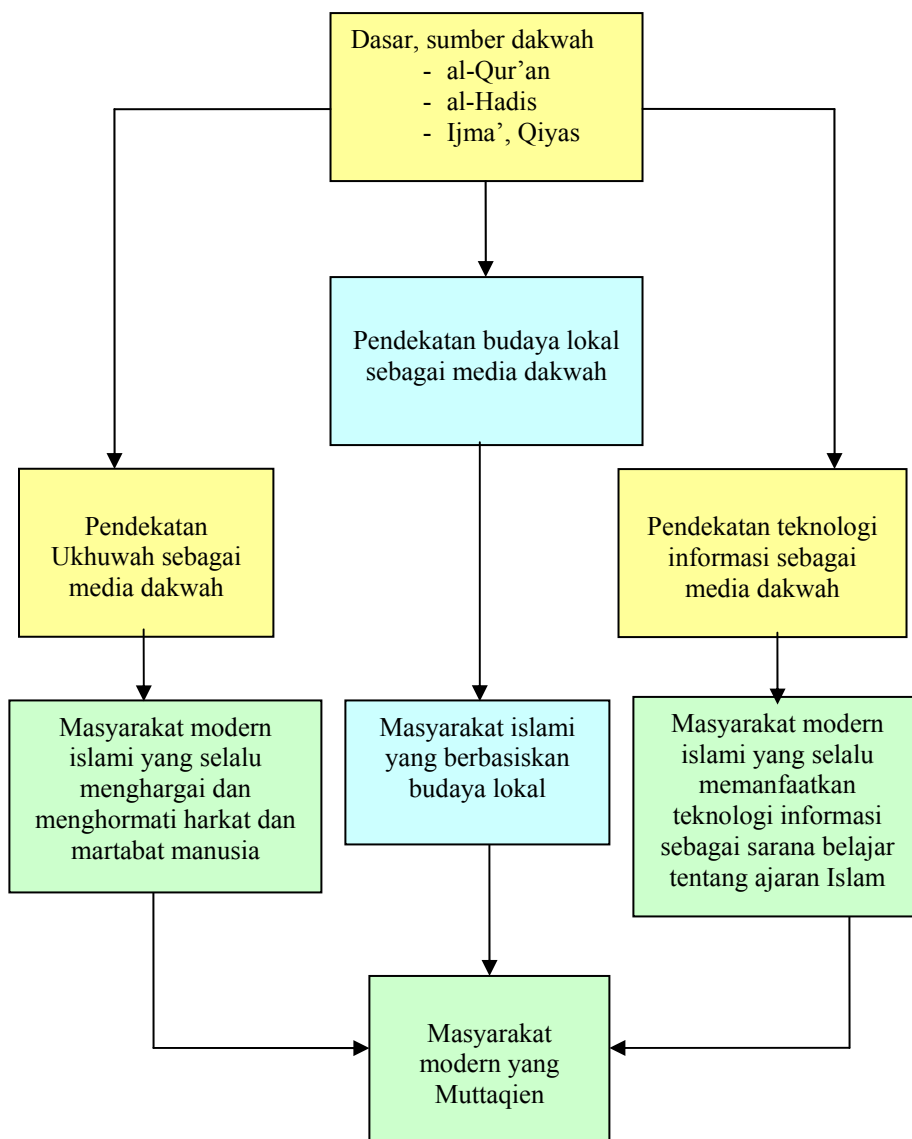 Dasar, sumber dakwah
- al-Qur’an
- al-Hadis
- Ijma’, Qiyas
Pendekatan budaya lokal
sebagai media dakwah
Pendekatan
Ukhuwah sebagai
media dakwah
Pendekatan teknologi
informasi sebagai
media dakwah
Masyarakat modern
islami yang selalu
menghargai dan
menghormati harkat dan
martabat manusia
Masyarakat islami
yang berbasiskan
budaya lokal
Masyarakat modern
islami yang selalu
memanfaatkan
teknologi informasi
sebagai sarana belajar
tentang ajaran Islam
Masyarakat
modern yang
Muttaqien